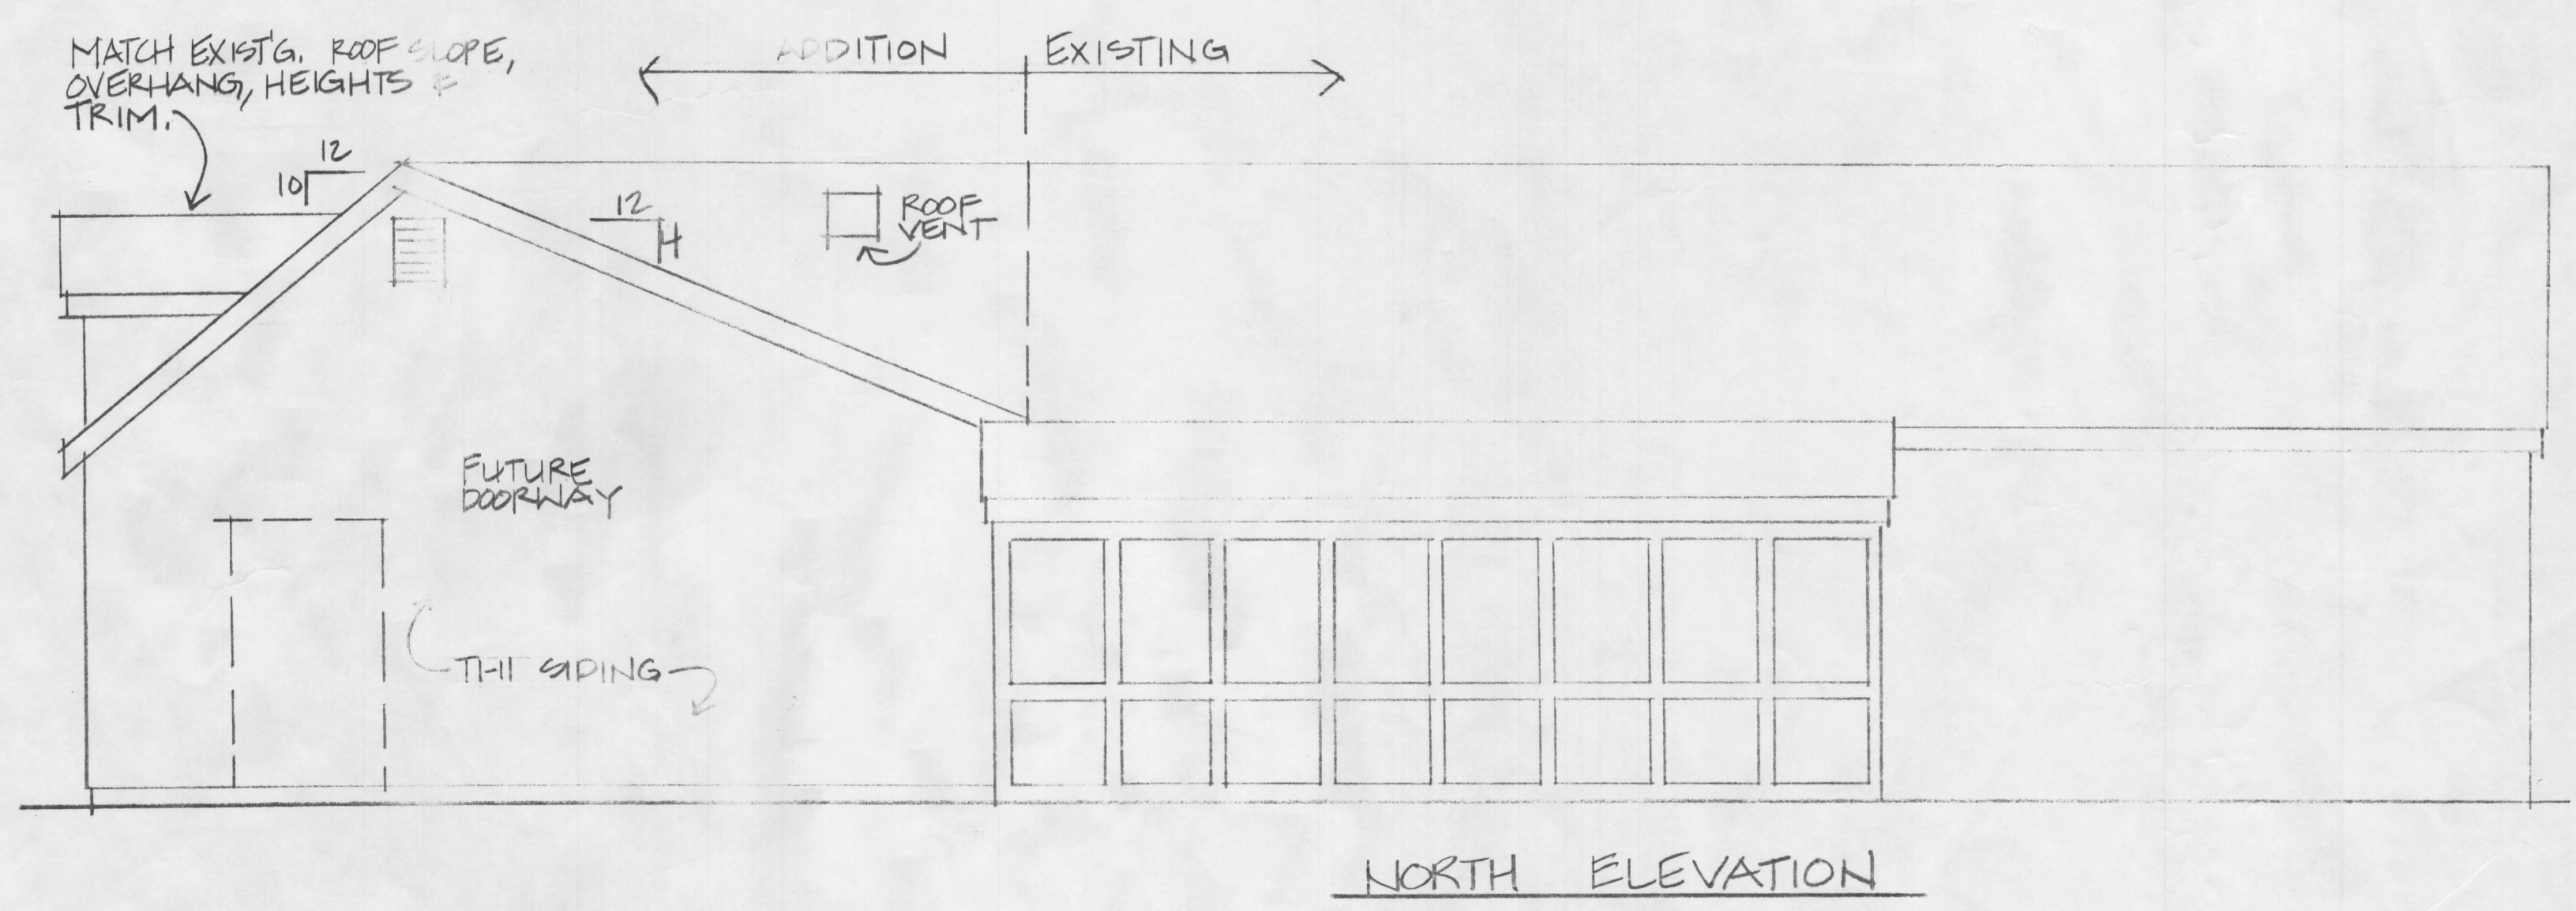 MATCH EXIST'G. ROOF SLOPE,
OVERHANG, HEIGHTS &
TRIM.
ADDITION
EXISTING
12
10
12
4
ROOF
VENT
FUTURE
DOORWAY
T1-11 SIDING
NORTH ELEVATION